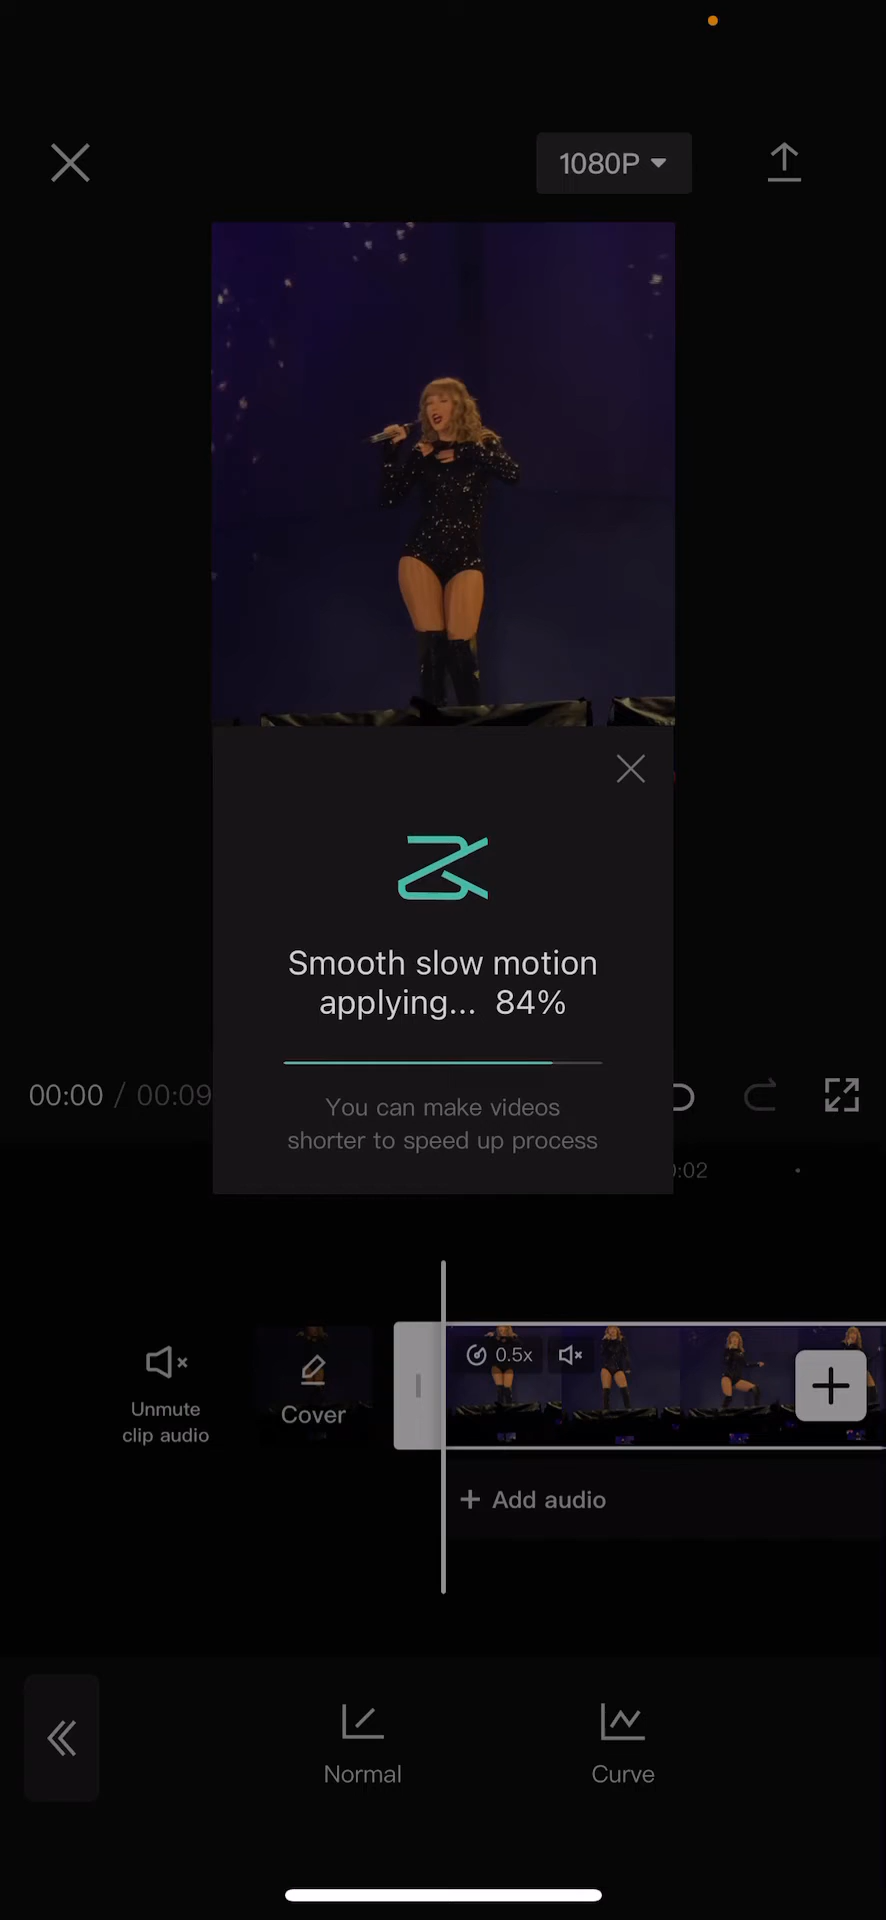 1080P
Smooth slow motion
applying... 84%
You can make videos
shorter to speed up process
00:00 / 00:09
:02
0.5x
Unmute
clip audio
Cover
+ Add audio
Normal
Curve